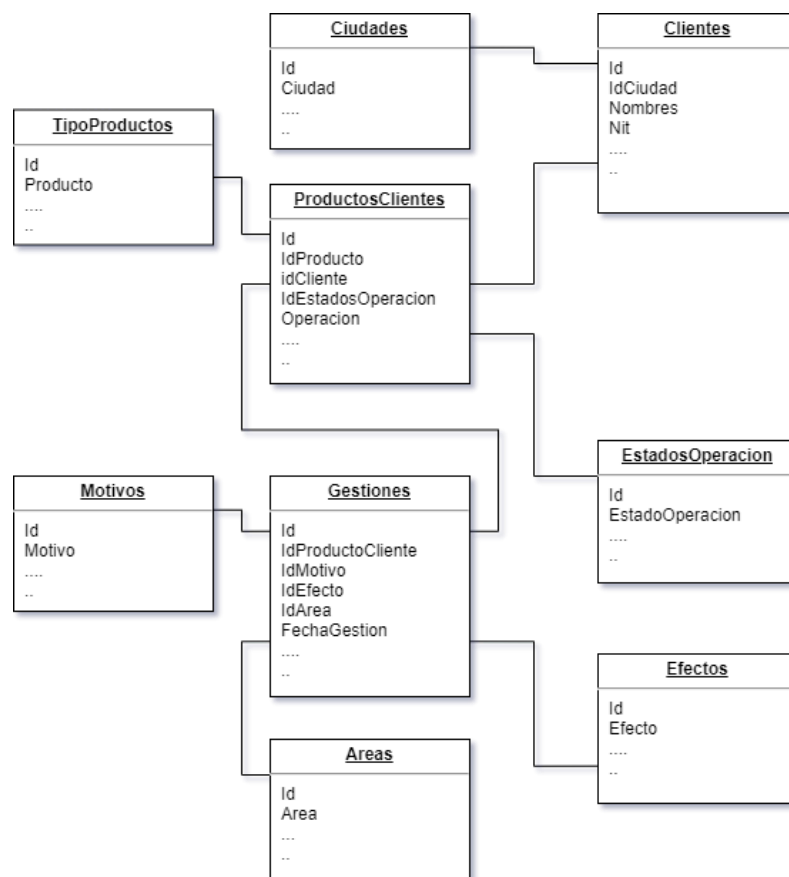 Ciudades
Id
Ciudad
....
..
Clientes
Id
IdCiudad
Nombres
Nit
....
..
TipoProductos
Id
Producto
....
..
ProductosClientes
Id
IdProducto
idCliente
IdEstadosOperacion
Operacion
....
..
EstadosOperacion
Id
EstadoOperacion
....
..
Motivos
Id
Motivo
....
..
Gestiones
Id
IdProductoCliente
IdMotivo
IdEfecto
IdArea
FechaGestion
....
..
Efectos
Id
Efecto
....
..
Areas
Id
Area
...
..